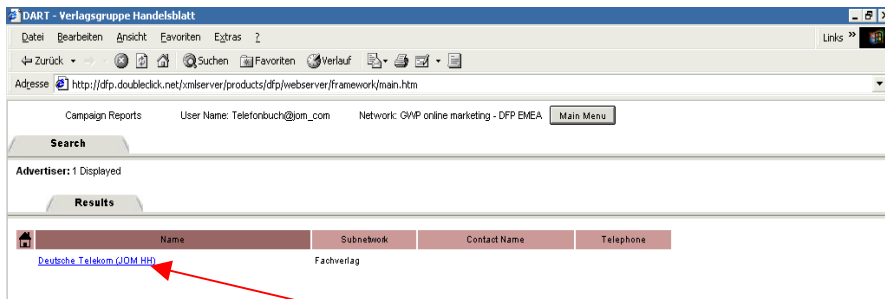 DART - Verlagsgruppe Handelsblatt
Datei Bearbeiten Ansicht Favoriten Extras ? Links »
Zurück Suchen Favoriten Verlauf
Adresse http://dfp.doubleclick.net/xmlserver/products/dfp/webserver/framework/main.htm
Campaign Reports User Name: Telefonbuch@jom_com Network: GWP online marketing - DFP EMEA Main Menu
Search
Advertiser: 1 Displayed
Results
Name Subnetwork Contact Name Telephone
Deutsche Telekom (JOM HH) Fachverlag